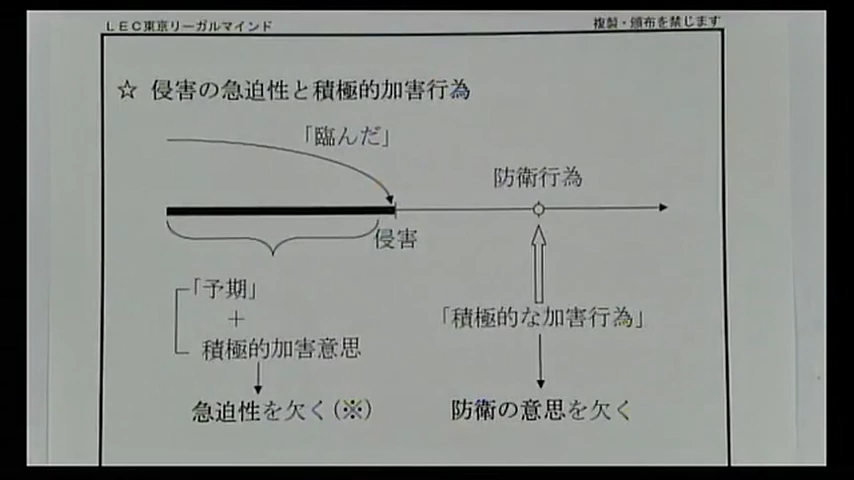 LEC東京リーガルマインド
複製・頒布を禁じます
☆ 侵害の急迫性と積極的加害行為
「臨んだ」
防衛行為
侵害
「予期」
+
積極的加害意思
「積極的な加害行為」
急迫性を欠く(※)
防衛の意思を欠く